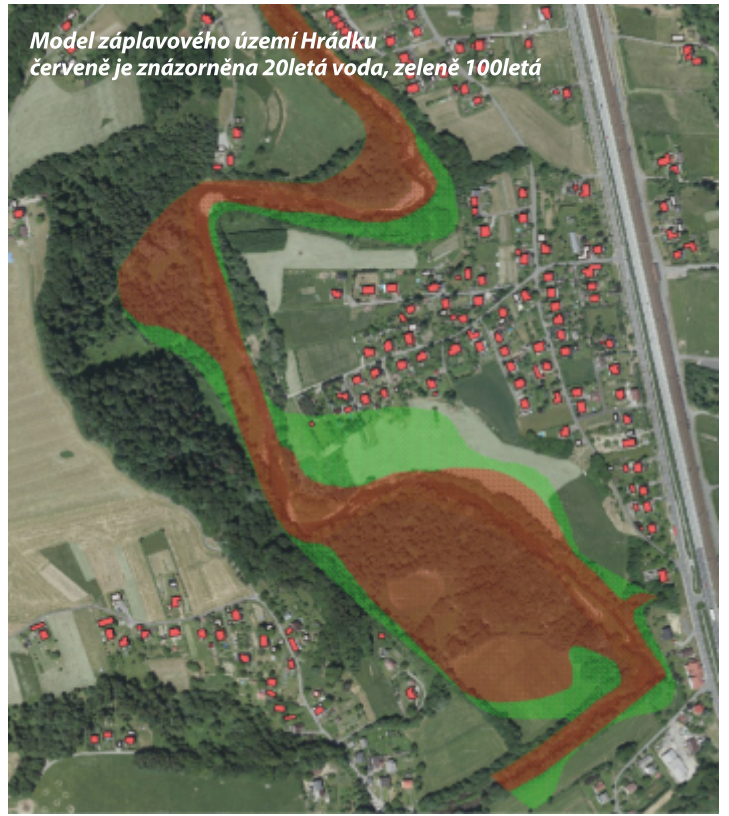 Model záplavového území Hrádku
červeně je znázorněna 20letá voda, zeleně 100letá